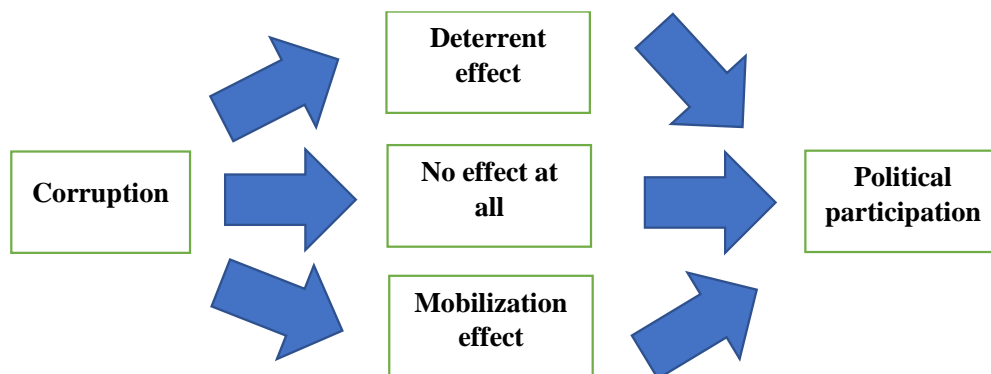 Deterrent
effect
Corruption
No effect at
all
Political
participation
Mobilization
effect